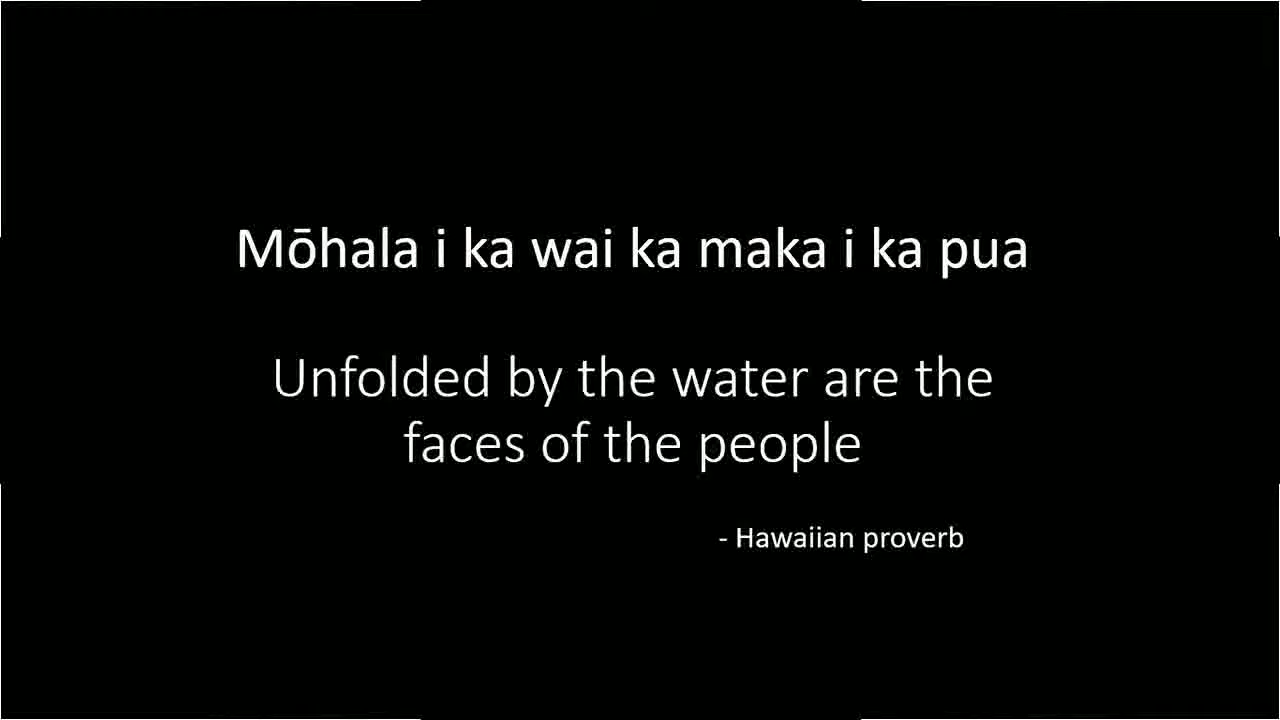 Mōhala i ka wai ka maka i ka pua
Unfolded by the water are the
faces of the people
- Hawaiian proverb